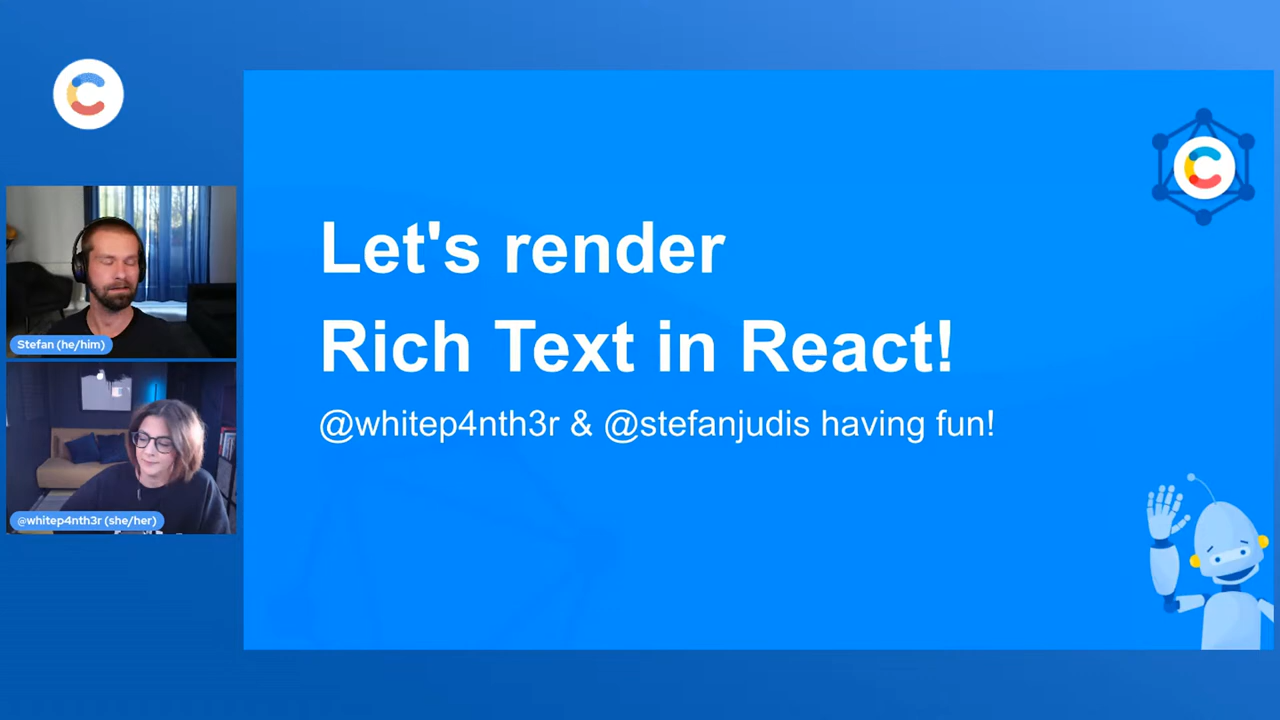 Let's render
Rich Text in React!
@whitep4nth3r & @stefanjudis having fun!
Stefan (he/him)
@whitep4nth3r (she/her)